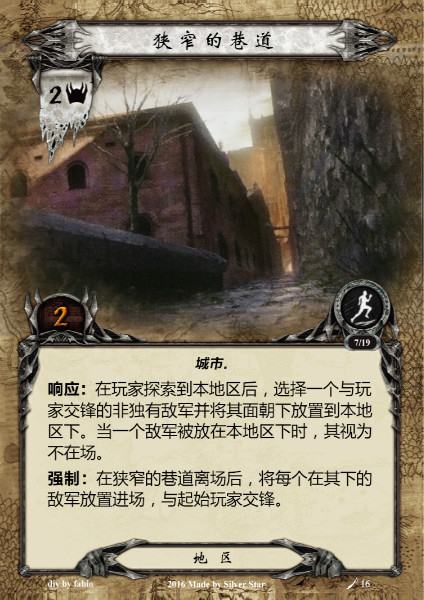 狭窄的巷道
2
2
7/19
城市.
响应：在玩家探索到本地区后，选择一个与玩
家交锋的非独有敌军并将其面朝下放置到本地
区下。当一个敌军被放在本地区下时，其视为
不在场。
强制：在狭窄的巷道离场后，将每个在其下的
敌军放置进场，与起始玩家交锋。
地 区
diy by fabio
2016 Made by Silver Star
16